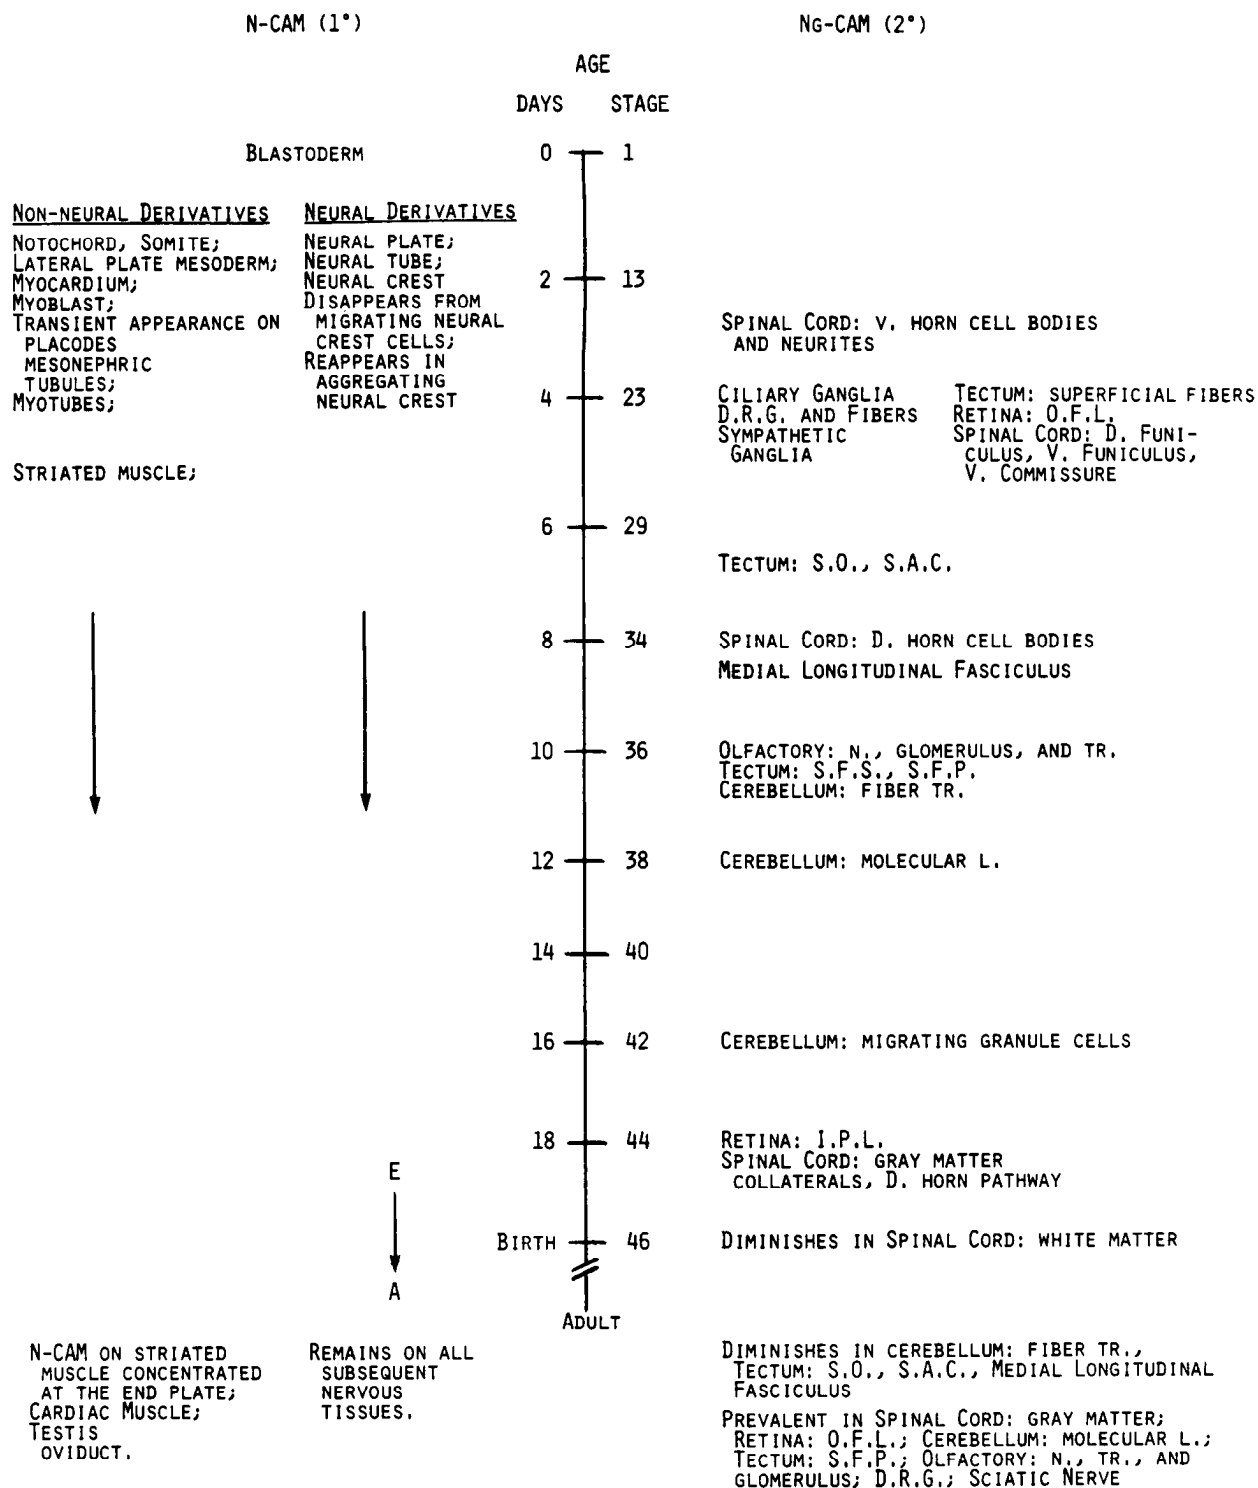 N-CAM (1°)
Ng-CAM (2°)
AGE
DAYS STAGE
Blastoderm
0 1
Non-neural Derivatives
Notochord, Somite;
Lateral plate mesoderm;
Myocardium;
Myoblast;
Transient appearance on
placodes
mesonephric
tubules;
Myotubes;
Striated muscle;
Neural Derivatives
Neural plate;
Neural tube;
Neural crest
Disappears from
migrating neural
crest cells;
Reappears in
aggregating
neural crest
2 13
Spinal Cord: v. horn cell bodies
and neurites
4 23
Ciliary Ganglia
D.R.G. and Fibers
Sympathetic
Ganglia
Tectum: superficial fibers
Retina: O.F.L.
Spinal Cord: D. Funi-
culus, V. Funiculus,
V. Commissure
6 29
Tectum: S.O., S.A.C.
8 34
Spinal Cord: D. horn cell bodies
Medial Longitudinal Fasciculus
10 36
Olfactory: n., glomerulus, and tr.
Tectum: S.F.S., S.F.P.
Cerebellum: fiber tr.
12 38
Cerebellum: molecular l.
14 40
16 42
Cerebellum: migrating granule cells
18 44
Retina: I.P.L.
Spinal Cord: gray matter
collaterals, D. horn pathway
E
Birth 46
Diminishes in Spinal Cord: white matter
A
Adult
N-CAM on striated
muscle concentrated
at the end plate;
Cardiac Muscle;
Testis
oviduct.
Remains on all
subsequent
nervous
tissues.
Diminishes in cerebellum: fiber tr.,
Tectum: S.O., S.A.C., Medial Longitudinal
Fasciculus
Prevalent in Spinal Cord: gray matter;
Retina: O.F.L.; Cerebellum: molecular l.;
Tectum: S.F.P.; Olfactory: n., tr., and
glomerulus; D.R.G.; Sciatic Nerve